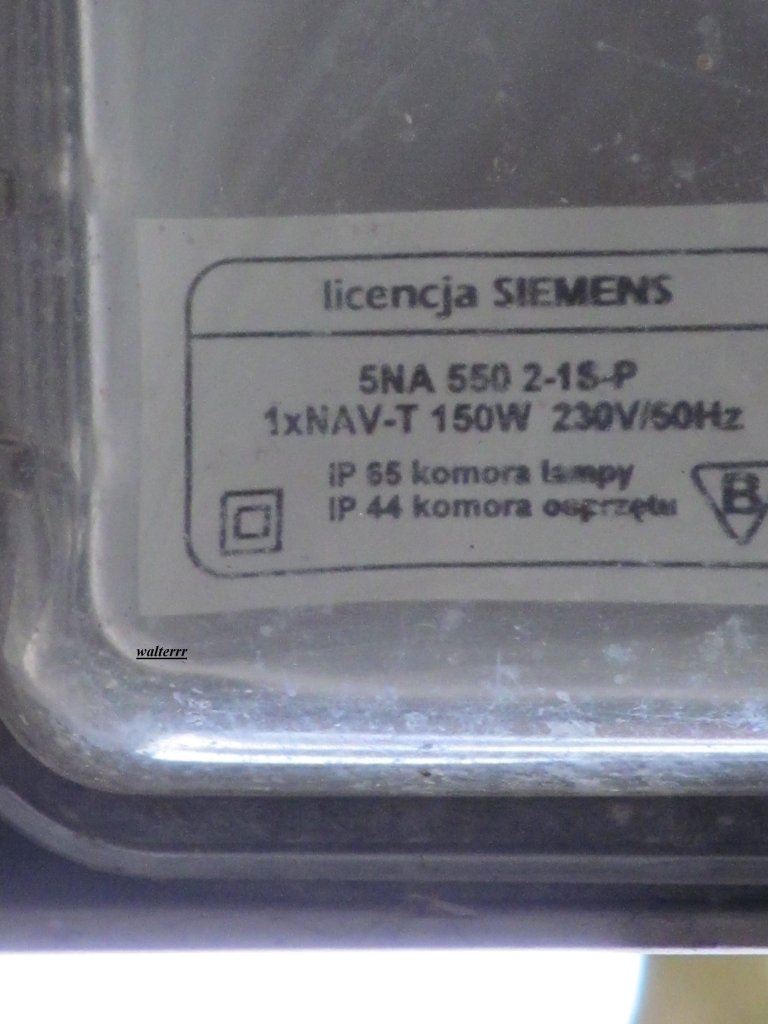 licencja SIEMENS
5NA 550 2-1S-P
1xNAV-T 150W 230V/50Hz
IP 65 komora lampy
IP 44 komora osprzętu
B
walterrr